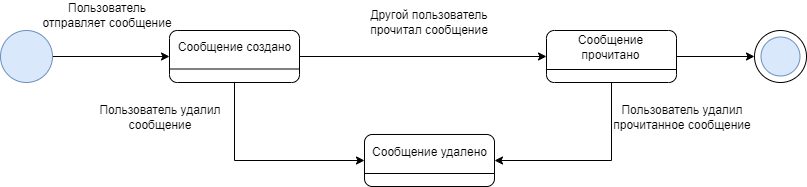 Пользователь
отправляет сообщение
Сообщение создано
Другой пользователь
прочитал сообщение
Сообщение
прочитано
Пользователь удалил
сообщение
Пользователь удалил
прочитанное сообщение
Сообщение удалено